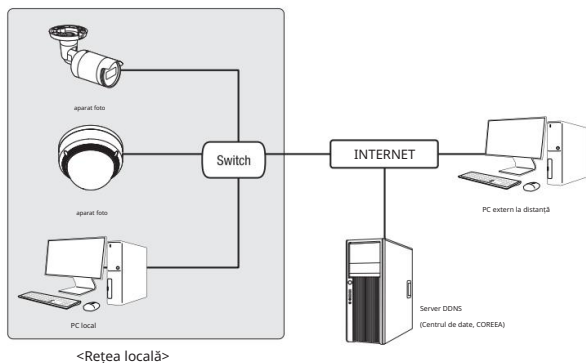 aparat foto
Switch
INTERNET
aparat foto
PC extern la distanță
PC local
Server DDNS
(Centrul de date, COREEA)
<Rețea locală>